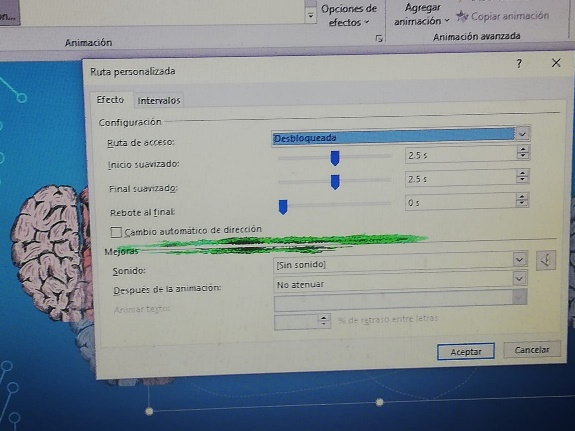 n...
Opciones de
efectos
Agregar
animación
Copiar animación
Animación
Animación avanzada
Ruta personalizada
?
Efecto
Intervalos
Configuración
Ruta de acceso:
Desbloqueada
Inicio suavizado:
2.5 s
Final suavizado:
2.5 s
Rebote al final:
0 s
Cambio automático de dirección
Mejoras
Sonido:
[Sin sonido]
Después de la animación:
No atenuar
Animar texto:
% de retraso entre letras
Aceptar
Cancelar